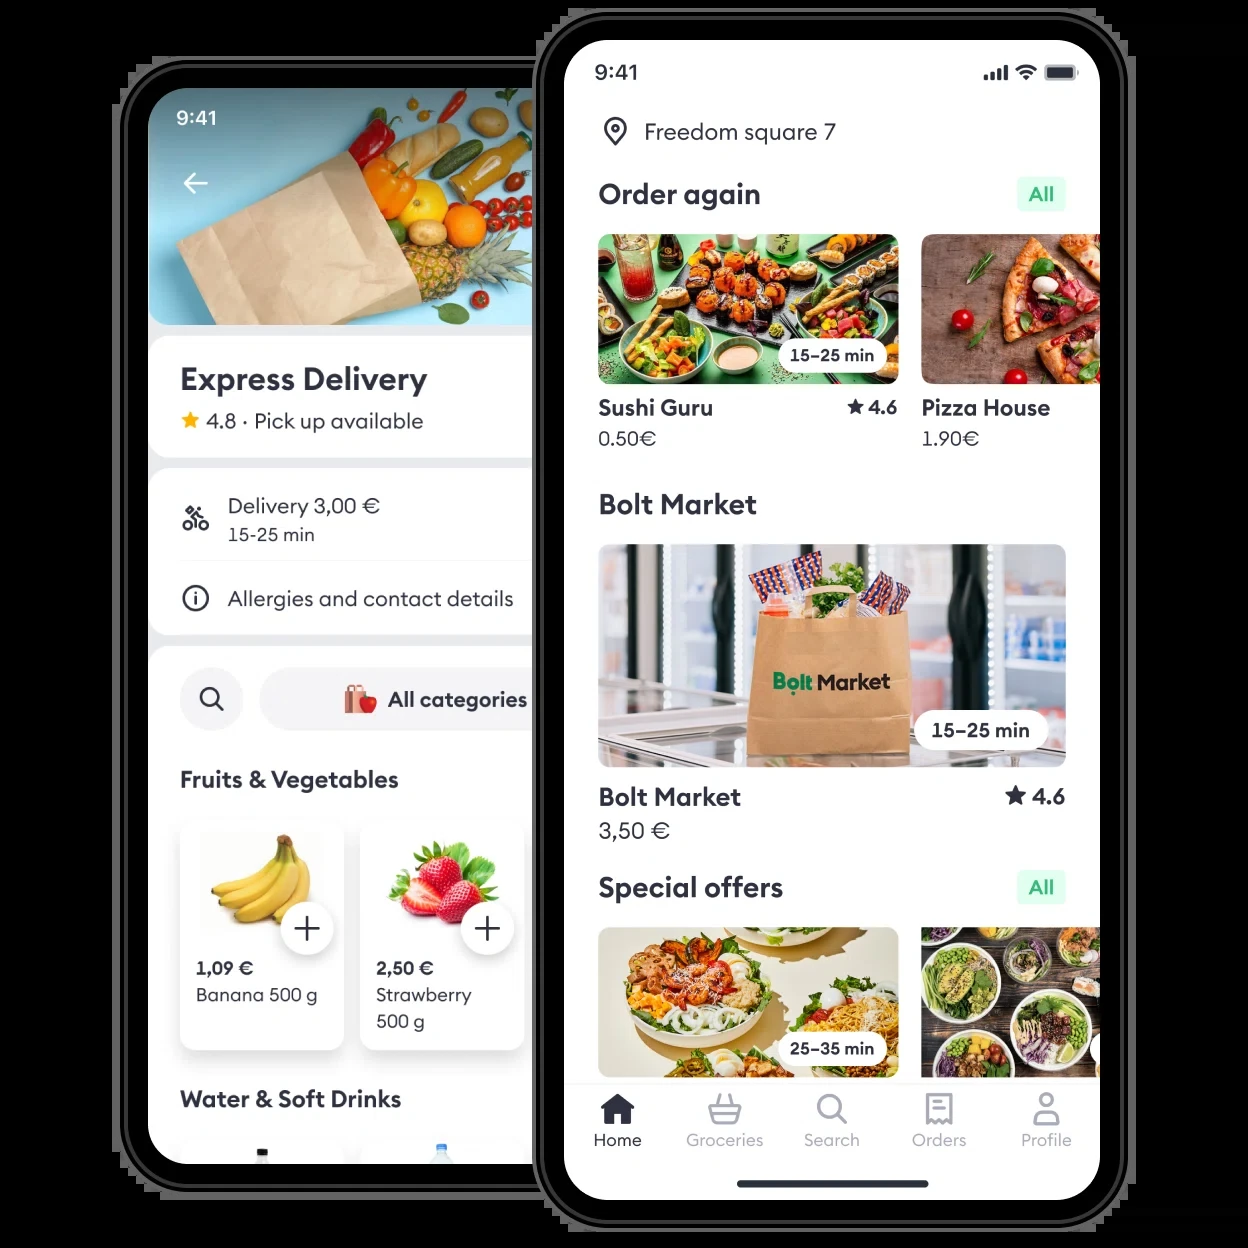 9:41
Express Delivery
4.8 · Pick up available
Delivery 3,00 €
15-25 min
Allergies and contact details
All categories
Fruits & Vegetables
1,09 €
Banana 500 g
2,50 €
Strawberry
500 g
Water & Soft Drinks
9:41
Freedom square 7
Order again
All
15–25 min
Sushi Guru
4.6
0.50€
Pizza House
1.90€
Bolt Market
Bolt Market
15–25 min
Bolt Market
4.6
3,50 €
Special offers
All
25–35 min
Home
Groceries
Search
Orders
Profile